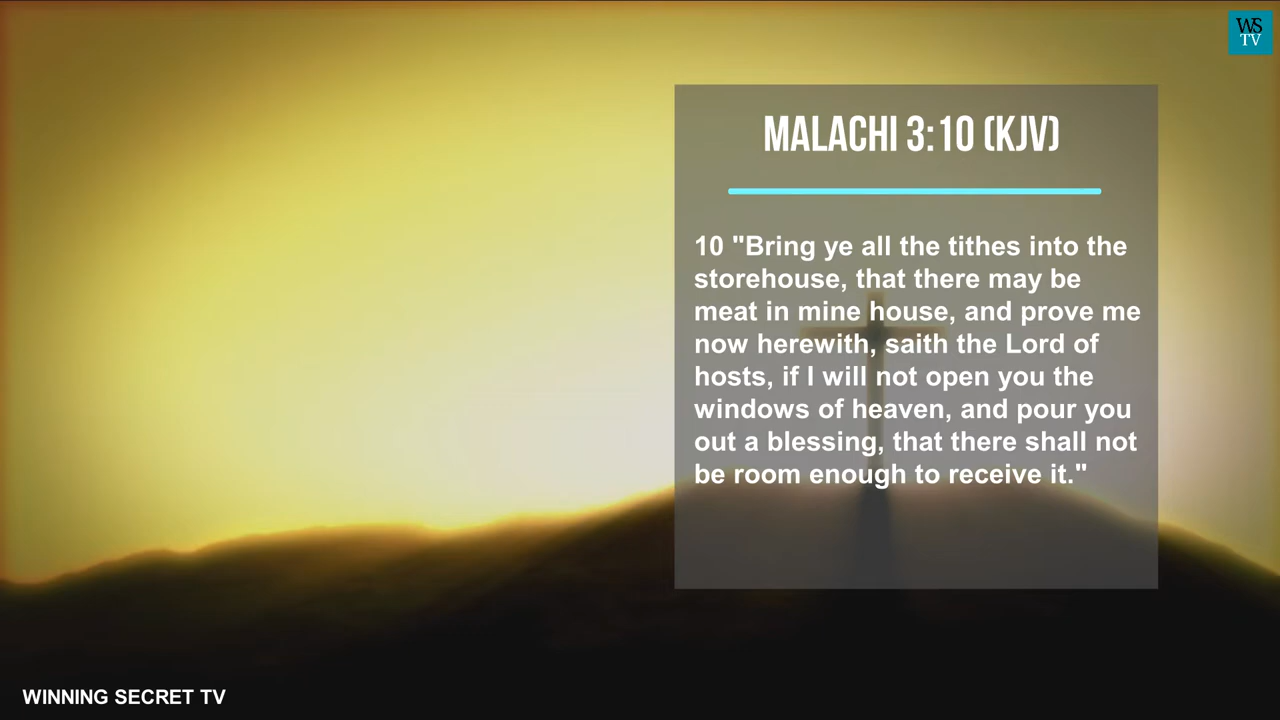 WS
TV
MALACHI 3:10 (KJV)
10 "Bring ye all the tithes into the
storehouse, that there may be
meat in mine house, and prove me
now herewith, saith the Lord of
hosts, if I will not open you the
windows of heaven, and pour you
out a blessing, that there shall not
be room enough to receive it."
WINNING SECRET TV